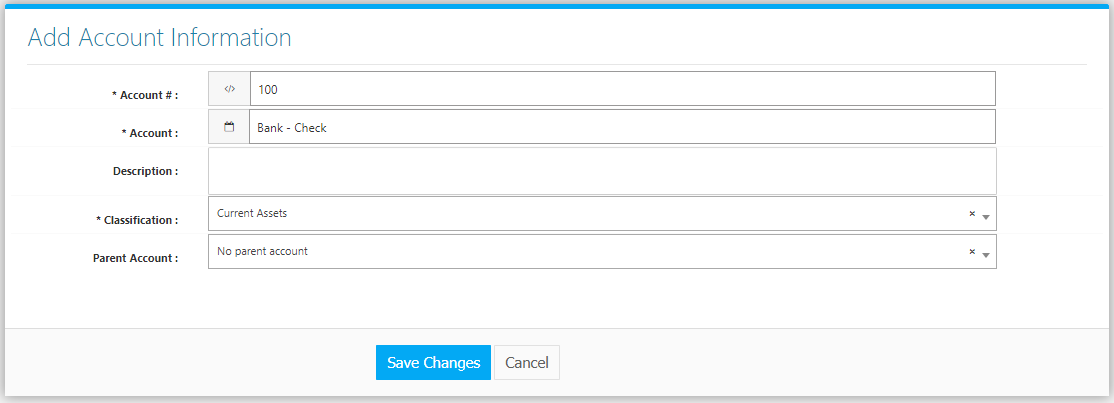 Add Account Information
* Account # :
</>
100
* Account :
Bank - Check
Description :
* Classification :
Current Assets
×
Parent Account :
No parent account
×
Save Changes
Cancel